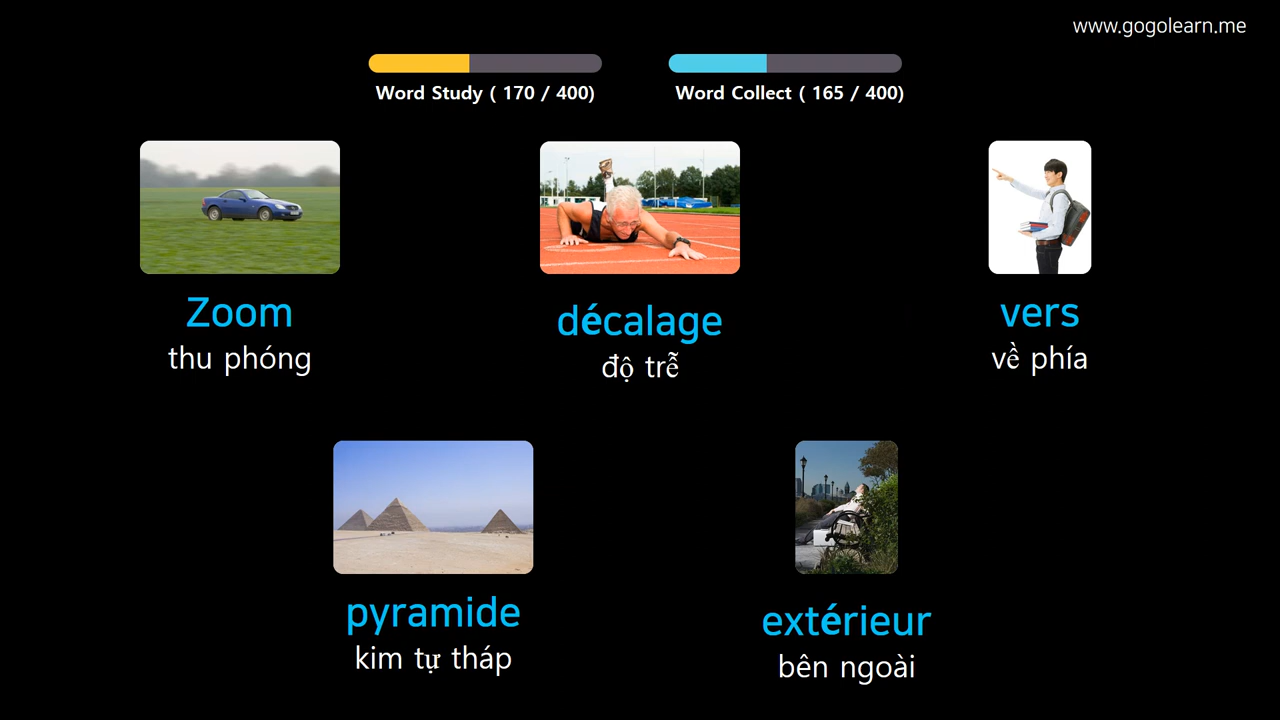 www.gogolearn.me
Word Study ( 170 / 400)
Word Collect ( 165 / 400)
Zoom
thu phóng
décalage
độ trễ
vers
về phía
pyramide
kim tự tháp
extérieur
bên ngoài